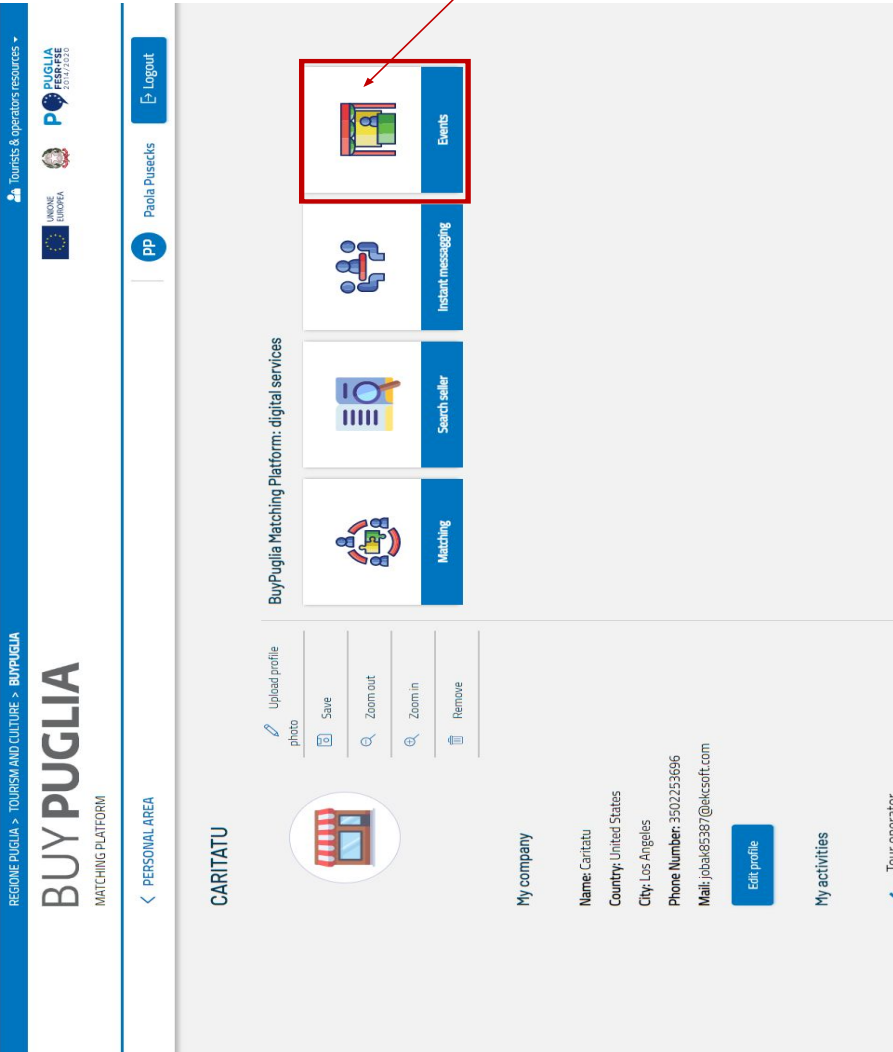 REGIONE PUGLIA > TOURISM AND CULTURE > BUYPUGLIA
Tourists & operators resources
BUYPUGLIA
MATCHING PLATFORM
UNIONE
EUROPEA
PUGLIA
FESR-FSE
2014/2020
PERSONAL AREA
PP
Paola Pusecks
Logout
CARITATU
Upload profile
photo
Save
Zoom out
Zoom in
Remove
BuyPuglia Matching Platform: digital services
Matching
Search seller
Instant messagging
Events
My company
Name: Caritatu
Country: United States
City: Los Angeles
Phone Number: 3502253696
Mail: jobak85387@ekcsoft.com
Edit profile
My activities
Tour operator